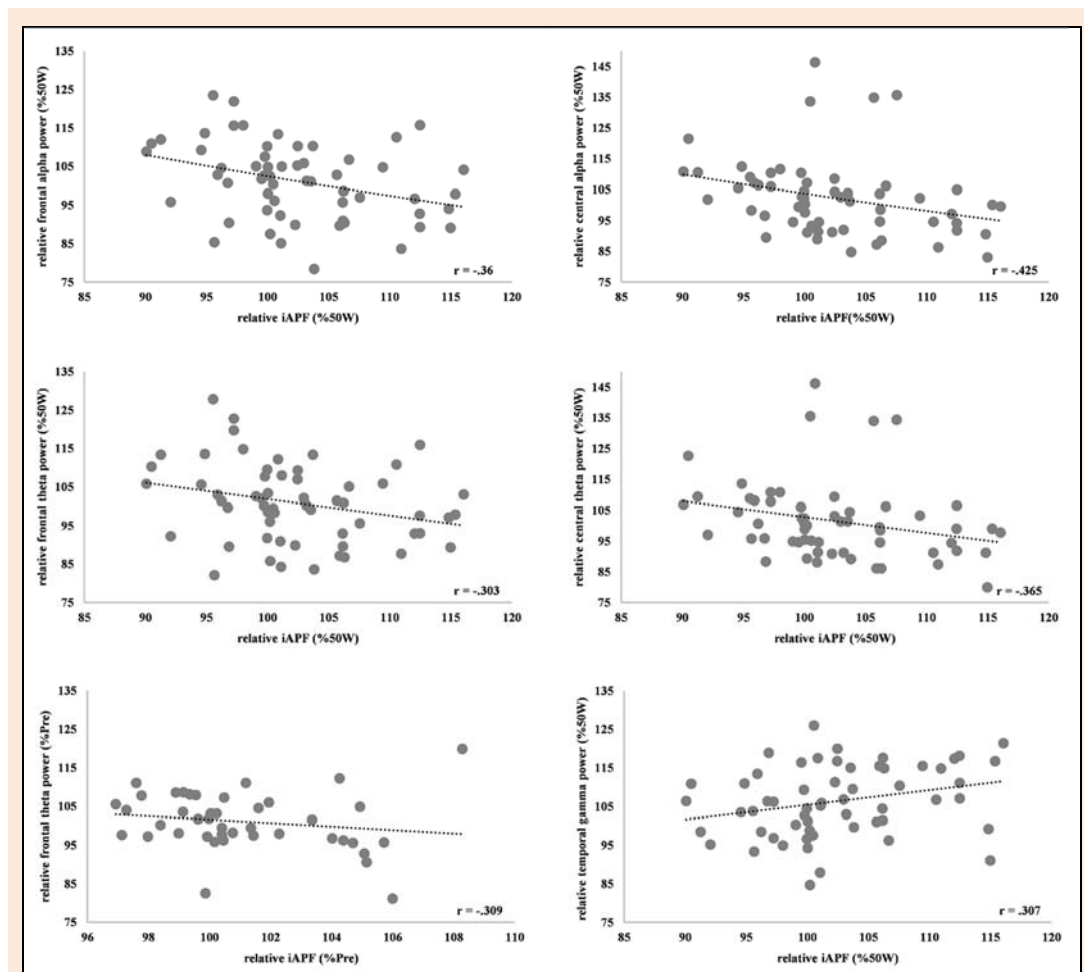 135
125
115
105
95
85
75
relative frontal alpha power (%50W)
85 90 95 100 105 110 115 120
relative iAPF (%50W)
r = -.36
145
135
125
115
105
95
85
75
relative central alpha power (%50W)
85 90 95 100 105 110 115 120
relative iAPF(%50W)
r = -.425
135
125
115
105
95
85
75
relative frontal theta power (%50W)
85 90 95 100 105 110 115 120
relative iAPF (%50W)
r = -.303
145
135
125
115
105
95
85
75
relative central theta power (%50W)
85 90 95 100 105 110 115 120
relative iAPF (%50W)
r = -.365
135
125
115
105
95
85
75
relative frontal theta power (%Pre)
96 98 100 102 104 106 108 110
relative iAPF (%Pre)
r = -.309
135
125
115
105
95
85
75
relative temporal gamma power (%50W)
85 90 95 100 105 110 115 120
relative iAPF (%50W)
r = .307